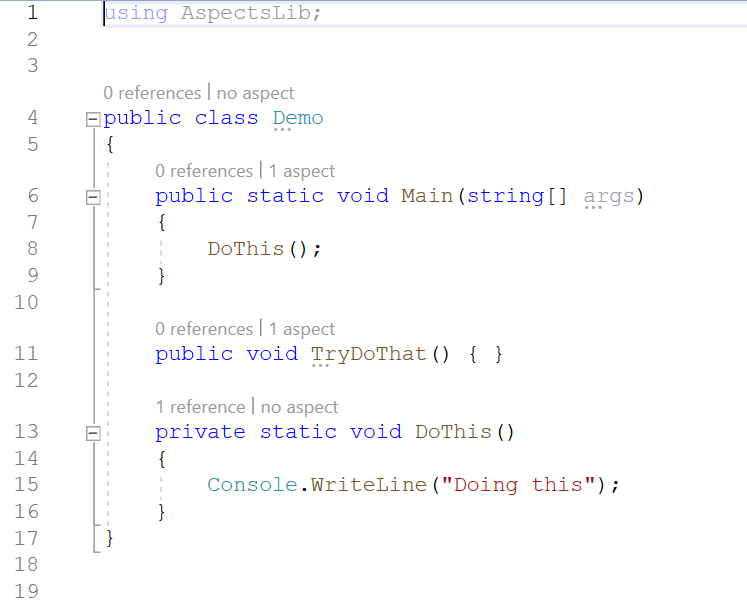 1 using AspectsLib;
2
3
0 references | no aspect
4 public class Demo
5 {
0 references | 1 aspect
6 public static void Main(string[] args)
7 {
8 DoThis();
9 }
10
0 references | 1 aspect
11 public void TryDoThat() { }
12
1 reference | no aspect
13 private static void DoThis()
14 {
15 Console.WriteLine("Doing this");
16 }
17 }
18
19